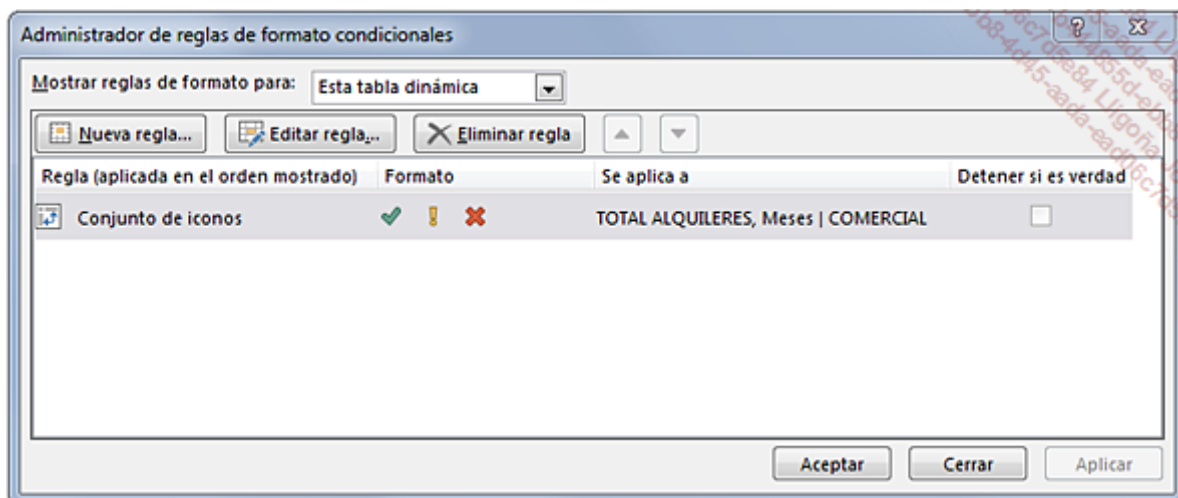 Administrador de reglas de formato condicionales
Mostrar reglas de formato para: Esta tabla dinámica
Nueva regla... Editar regla... Eliminar regla
Regla (aplicada en el orden mostrado) Formato Se aplica a Detener si es verdad
Conjunto de iconos TOTAL ALQUILERES, Meses | COMERCIAL
Aceptar Cerrar Aplicar